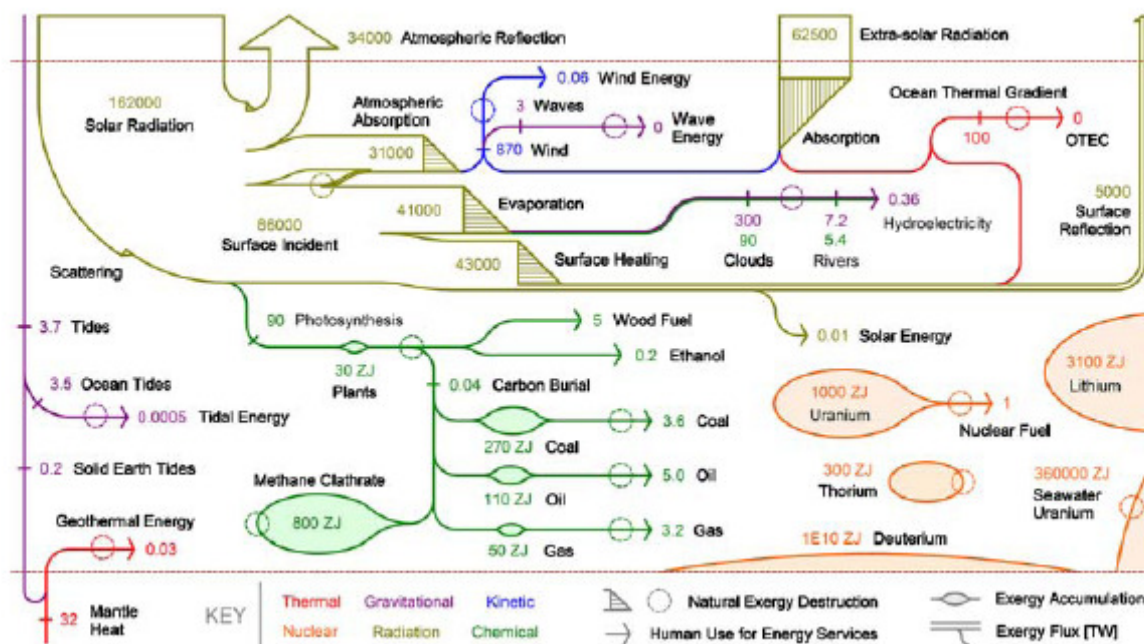 34000 Atmospheric Reflection
62500 Extra-solar Radiation
162000
Solar Radiation
Atmospheric
Absorption
31000
0.06 Wind Energy
3 Waves
0 Wave
Energy
870 Wind
Absorption
Ocean Thermal Gradient
100
0
OTEC
86000
Surface Incident
41000
Evaporation
43000
Surface Heating
300
90
Clouds
7.2
5.4
Rivers
0.36
Hydroelectricity
5000
Surface
Reflection
Scattering
3.7 Tides
3.5 Ocean Tides
0.0005 Tidal Energy
0.2 Solid Earth Tides
Geothermal Energy
0.03
32 Mantle
Heat
90 Photosynthesis
30 ZJ
Plants
5 Wood Fuel
0.2 Ethanol
0.04 Carbon Burial
3.6 Coal
270 ZJ Coal
5.0 Oil
110 ZJ Oil
3.2 Gas
50 ZJ Gas
Methane Clathrate
800 ZJ
0.01 Solar Energy
1000 ZJ
Uranium
1
Nuclear Fuel
3100 ZJ
Lithium
300 ZJ
Thorium
360000 ZJ
Seawater
Uranium
1E10 ZJ Deuterium
KEY
Thermal Gravitational Kinetic
Nuclear Radiation Chemical
Natural Exergy Destruction
Human Use for Energy Services
Exergy Accumulation
Exergy Flux [TW]